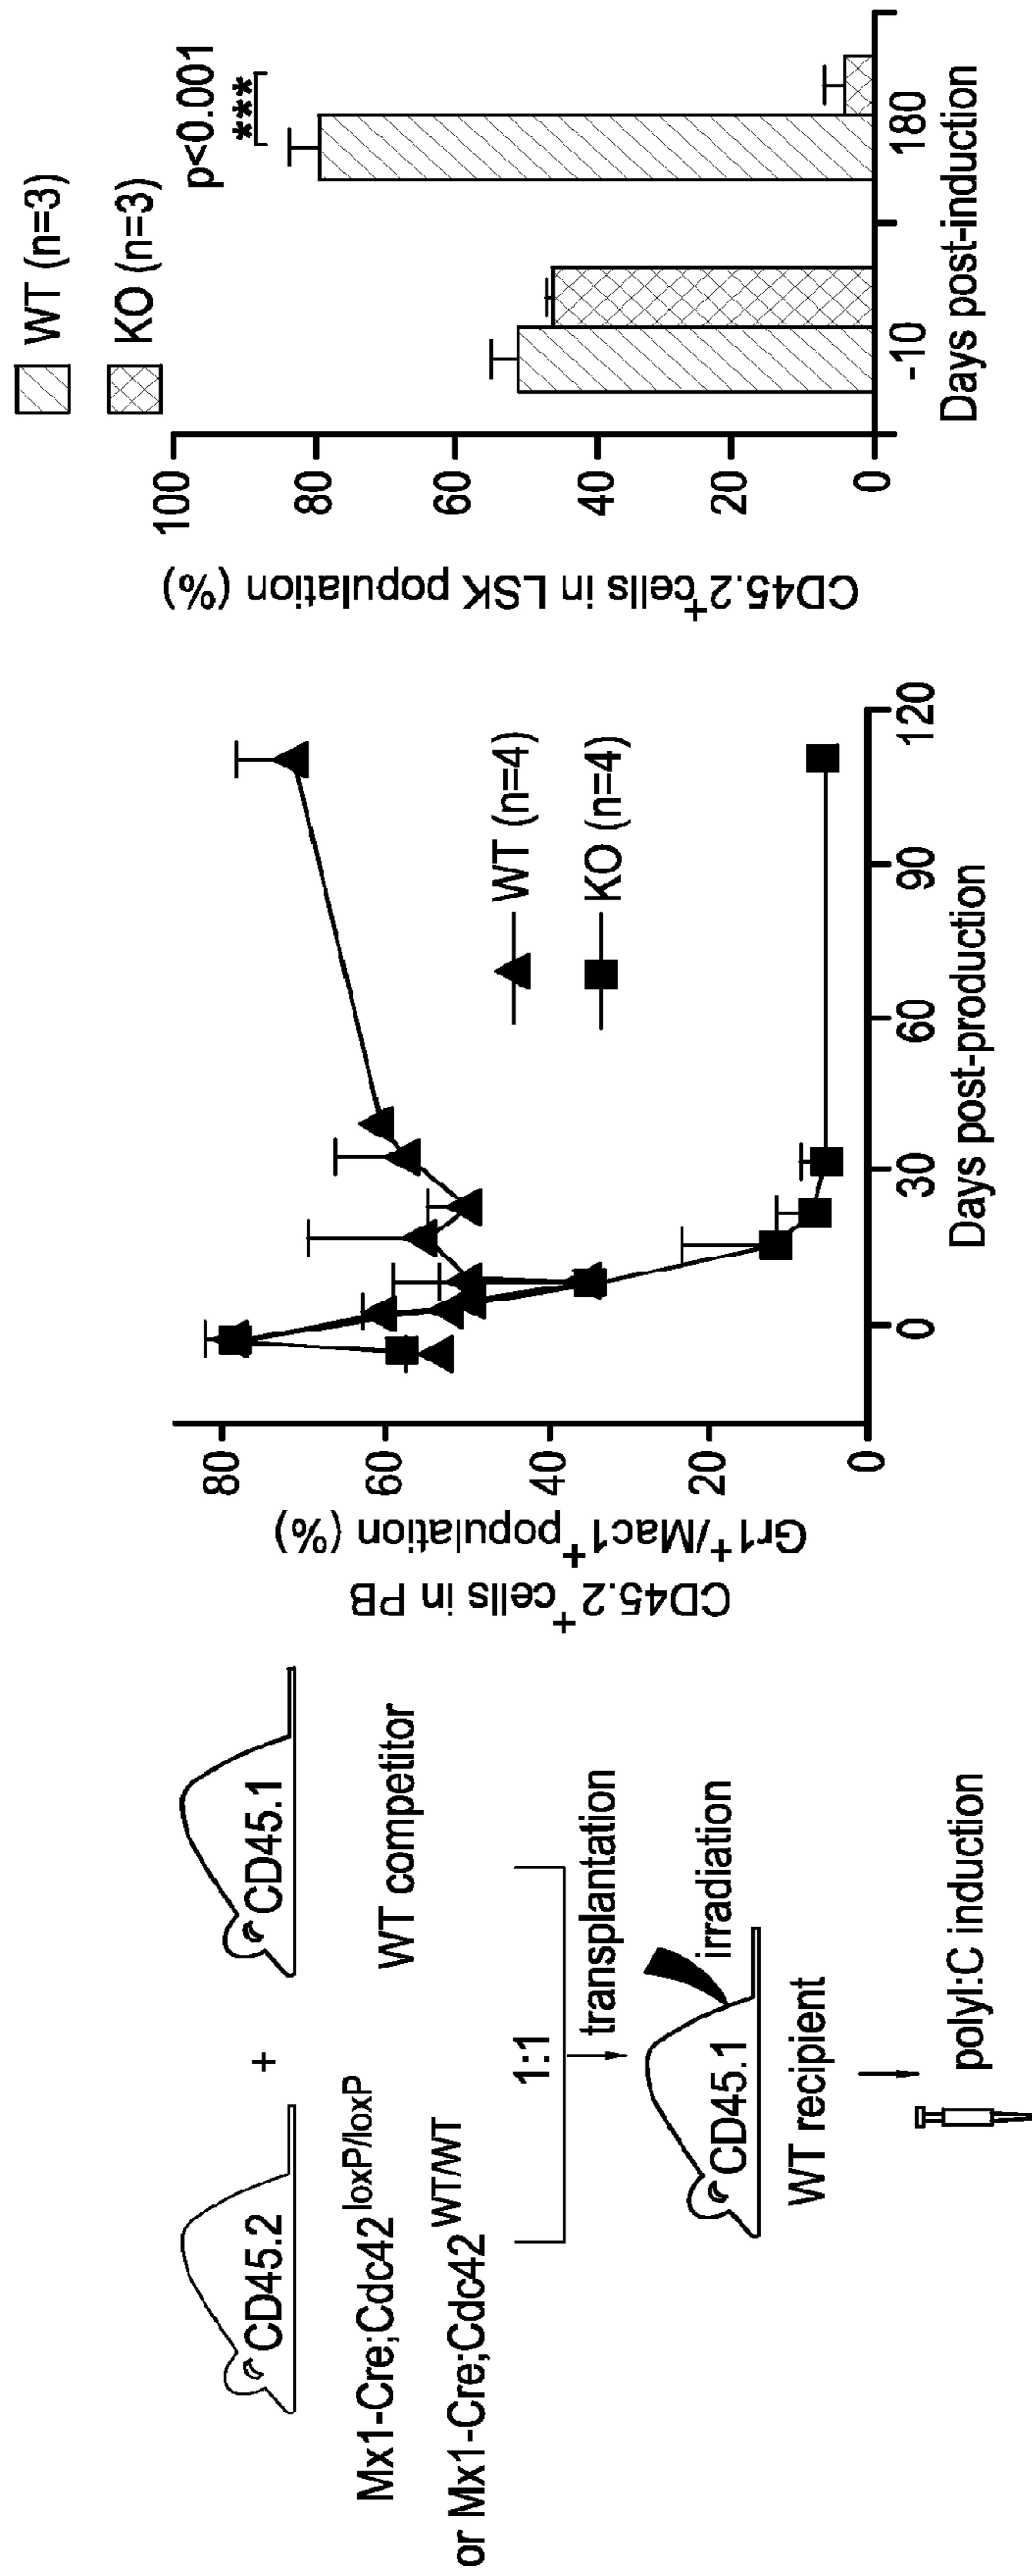 CD45.2
+
CD45.1
Mx1-Cre;Cdc42loxP/loxP
or Mx1-Cre;Cdc42WT/WT
WT competitor
1:1
transplantation
CD45.1
irradiation
WT recipient
polyI:C induction
CD45.2+cells in PB
Gr1+/Mac1+ population (%)
80
60
40
20
0
WT (n=4)
KO (n=4)
0
30
60
90
120
Days post-production
WT (n=3)
KO (n=3)
CD45.2+cells in LSK population (%)
100
80
60
40
20
0
p<0.001
***
-10
180
Days post-induction